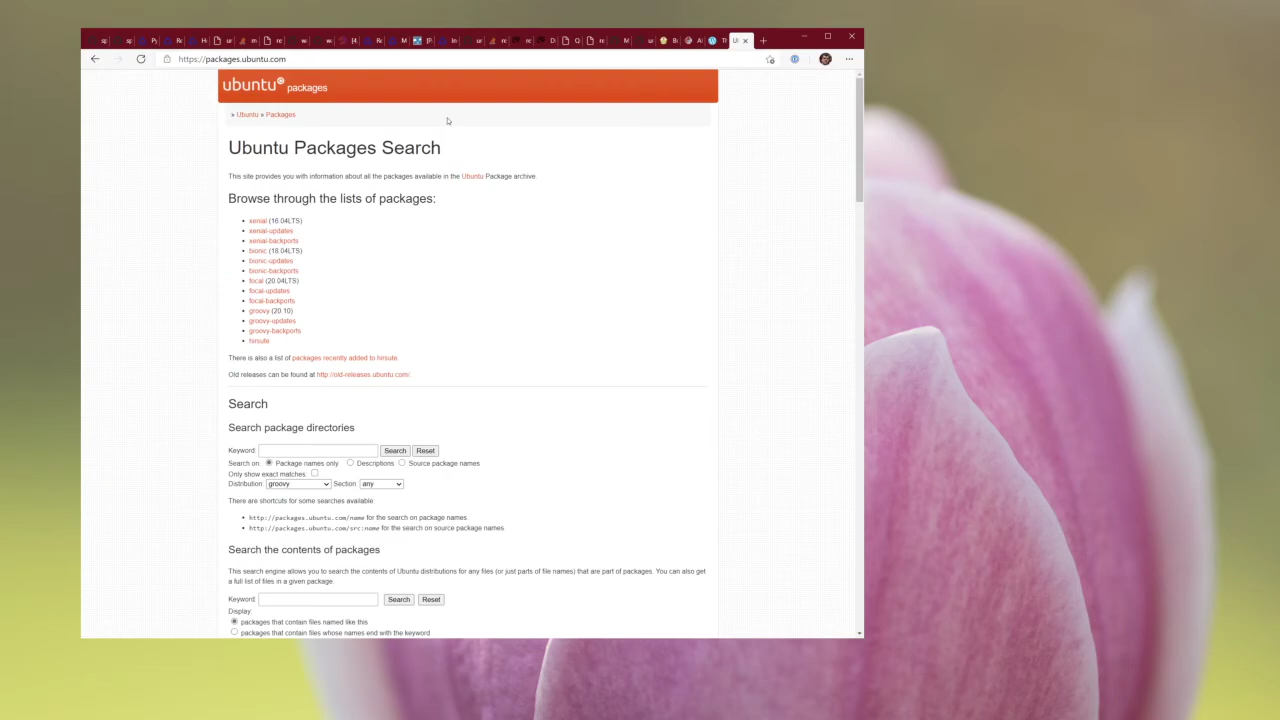 https://packages.ubuntu.com
ubuntu packages
» Ubuntu » Packages
Ubuntu Packages Search
This site provides you with information about all the packages available in the Ubuntu Package archive.
Browse through the lists of packages:
• xenial (16.04LTS)
• xenial-updates
• xenial-backports
• bionic (18.04LTS)
• bionic-updates
• bionic-backports
• focal (20.04LTS)
• focal-updates
• focal-backports
• groovy (20.10)
• groovy-updates
• groovy-backports
• hirsute
There is also a list of packages recently added to hirsute.
Old releases can be found at http://old-releases.ubuntu.com/.
Search
Search package directories
Keyword: Search Reset
Search on: Package names only Descriptions Source package names
Only show exact matches:
Distribution: groovy Section: any
There are shortcuts for some searches available:
• http://packages.ubuntu.com/name for the search on package names.
• http://packages.ubuntu.com/src:name for the search on source package names.
Search the contents of packages
This search engine allows you to search the contents of Ubuntu distributions for any files (or just parts of file names) that are part of packages. You can also get
a full list of files in a given package.
Keyword: Search Reset
Display:
packages that contain files named like this
packages that contain files whose names end with the keyword